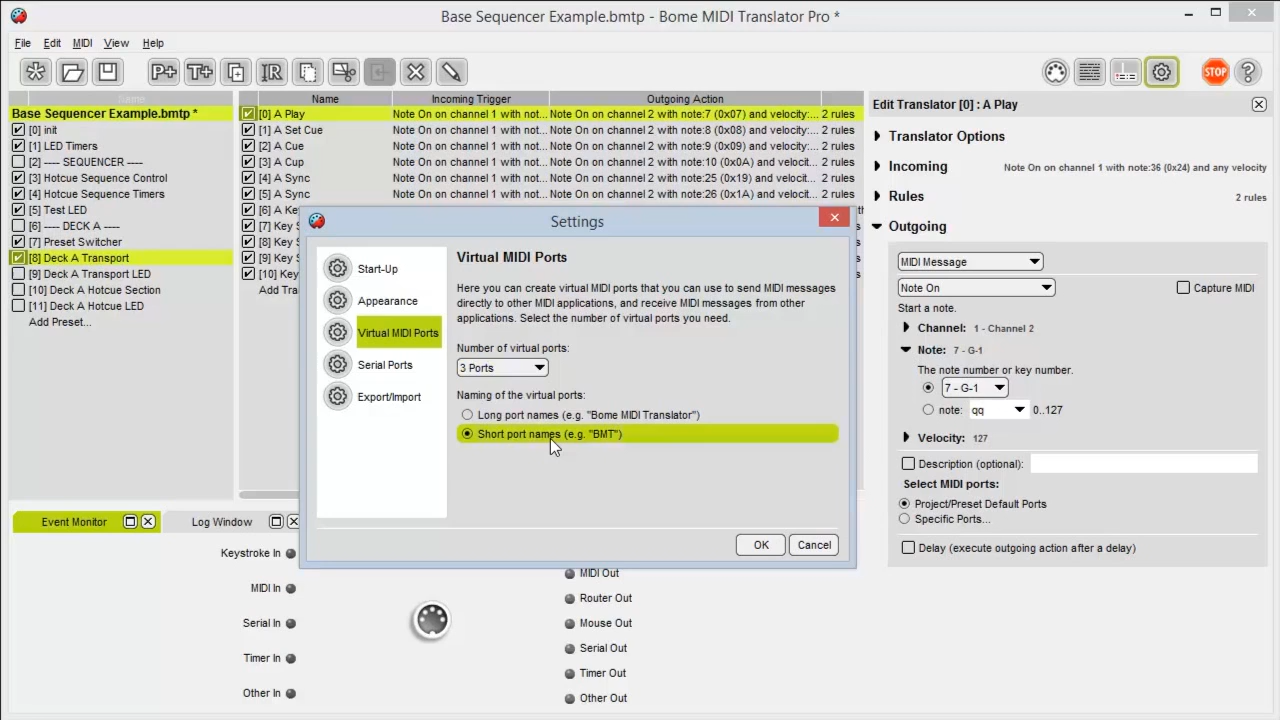 Base Sequencer Example.bmtp - Bome MIDI Translator Pro *
File Edit MIDI View Help
P+ T+ IR STOP ?
Name
Base Sequencer Example.bmtp *
[0] init
[1] LED Timers
[2] ---- SEQUENCER ----
[3] Hotcue Sequence Control
[4] Hotcue Sequence Timers
[5] Test LED
[6] ---- DECK A ----
[7] Preset Switcher
[8] Deck A Transport
[9] Deck A Transport LED
[10] Deck A Hotcue Section
[11] Deck A Hotcue LED
Add Preset...
Name Incoming Trigger Outgoing Action
[0] A Play Note On on channel 1 with not... Note On on channel 2 with note:7 (0x07) and velocity:... 2 rules
[1] A Set Cue Note On on channel 1 with not... Note On on channel 2 with note:8 (0x08) and velocity:... 2 rules
[2] A Cue Note On on channel 1 with not... Note On on channel 2 with note:9 (0x09) and velocity:... 2 rules
[3] A Cup Note On on channel 1 with not... Note On on channel 2 with note:10 (0x0A) and velocit... 2 rules
[4] A Sync Note On on channel 1 with not... Note On on channel 2 with note:25 (0x19) and velocit... 2 rules
[5] A Sync Note On on channel 1 with not... Note On on channel 2 with note:26 (0x1A) and velocit... 2 rules
[6] A Ke
[7] Key S
[8] Key S
[9] Key S
[10] Key
Add Tra
Settings
Start-Up
Appearance
Virtual MIDI Ports
Serial Ports
Export/Import
Virtual MIDI Ports
Here you can create virtual MIDI ports that you can use to send MIDI messages
directly to other MIDI applications, and receive MIDI messages from other
applications. Select the number of virtual ports you need.
Number of virtual ports:
3 Ports
Naming of the virtual ports:
Long port names (e.g. "Bome MIDI Translator")
Short port names (e.g. "BMT")
OK Cancel
Edit Translator [0] : A Play
Translator Options
Incoming Note On on channel 1 with note:36 (0x24) and any velocity
Rules 2 rules
Outgoing
MIDI Message
Note On Capture MIDI
Start a note.
Channel: 1 - Channel 2
Note: 7 - G-1
The note number or key number.
7 - G-1
note: qq 0..127
Velocity: 127
Description (optional):
Select MIDI ports:
Project/Preset Default Ports
Specific Ports...
Delay (execute outgoing action after a delay)
Event Monitor Log Window
Keystroke In
MIDI In
Serial In
Timer In
Other In
MIDI Out
Router Out
Mouse Out
Serial Out
Timer Out
Other Out